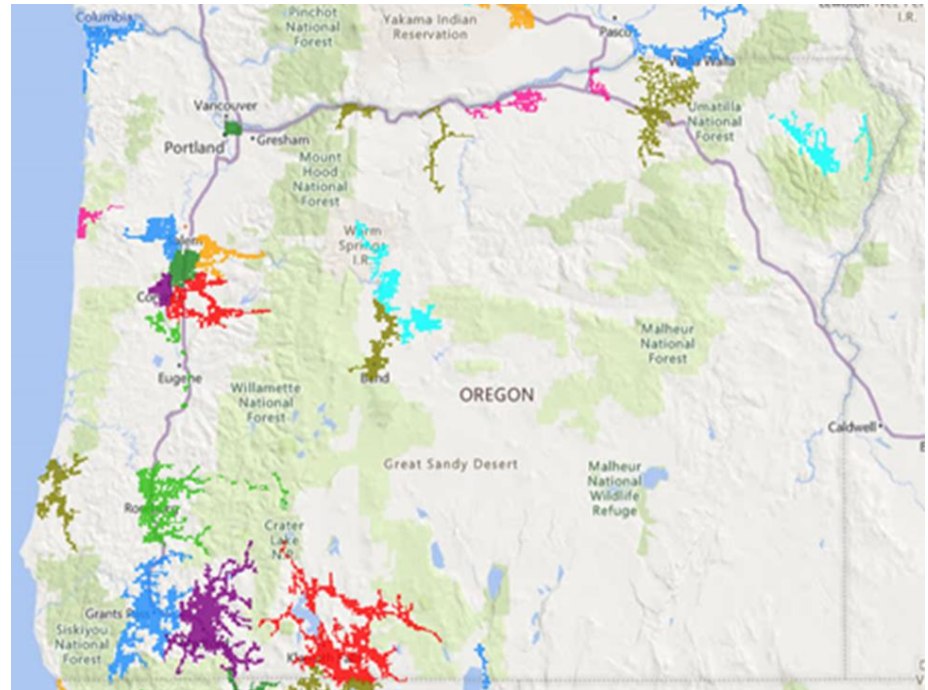 Columbia
Pinchot
National
Forest
Yakama Indian
Reservation
I.R.
Pasco
Walla Walla
Vancouver
Portland
Gresham
Umatilla
National
Forest
Mount
Hood
National
Forest
Warm
Springs
I.R.
Malheur
National
Forest
Eugene
Bend
Willamette
National
Forest
OREGON
Caldwell
Great Sandy Desert
Malheur
National
Wildlife
Refuge
Crater
Lake
Grants
Siskiyou
National
Forest